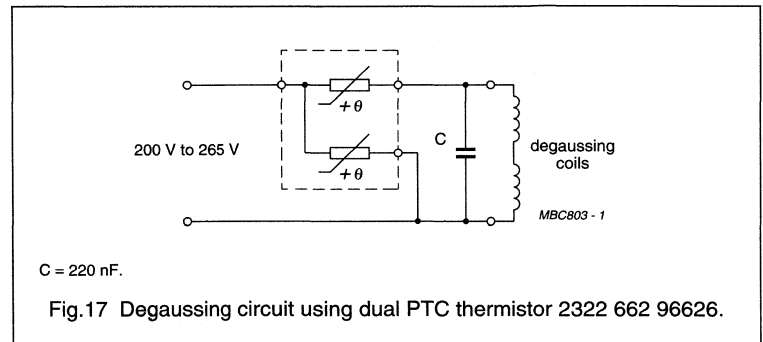 +θ
200 V to 265 V
+θ
C
degaussing
coils
MBC803 - 1
C = 220 nF.
Fig.17 Degaussing circuit using dual PTC thermistor 2322 662 96626.